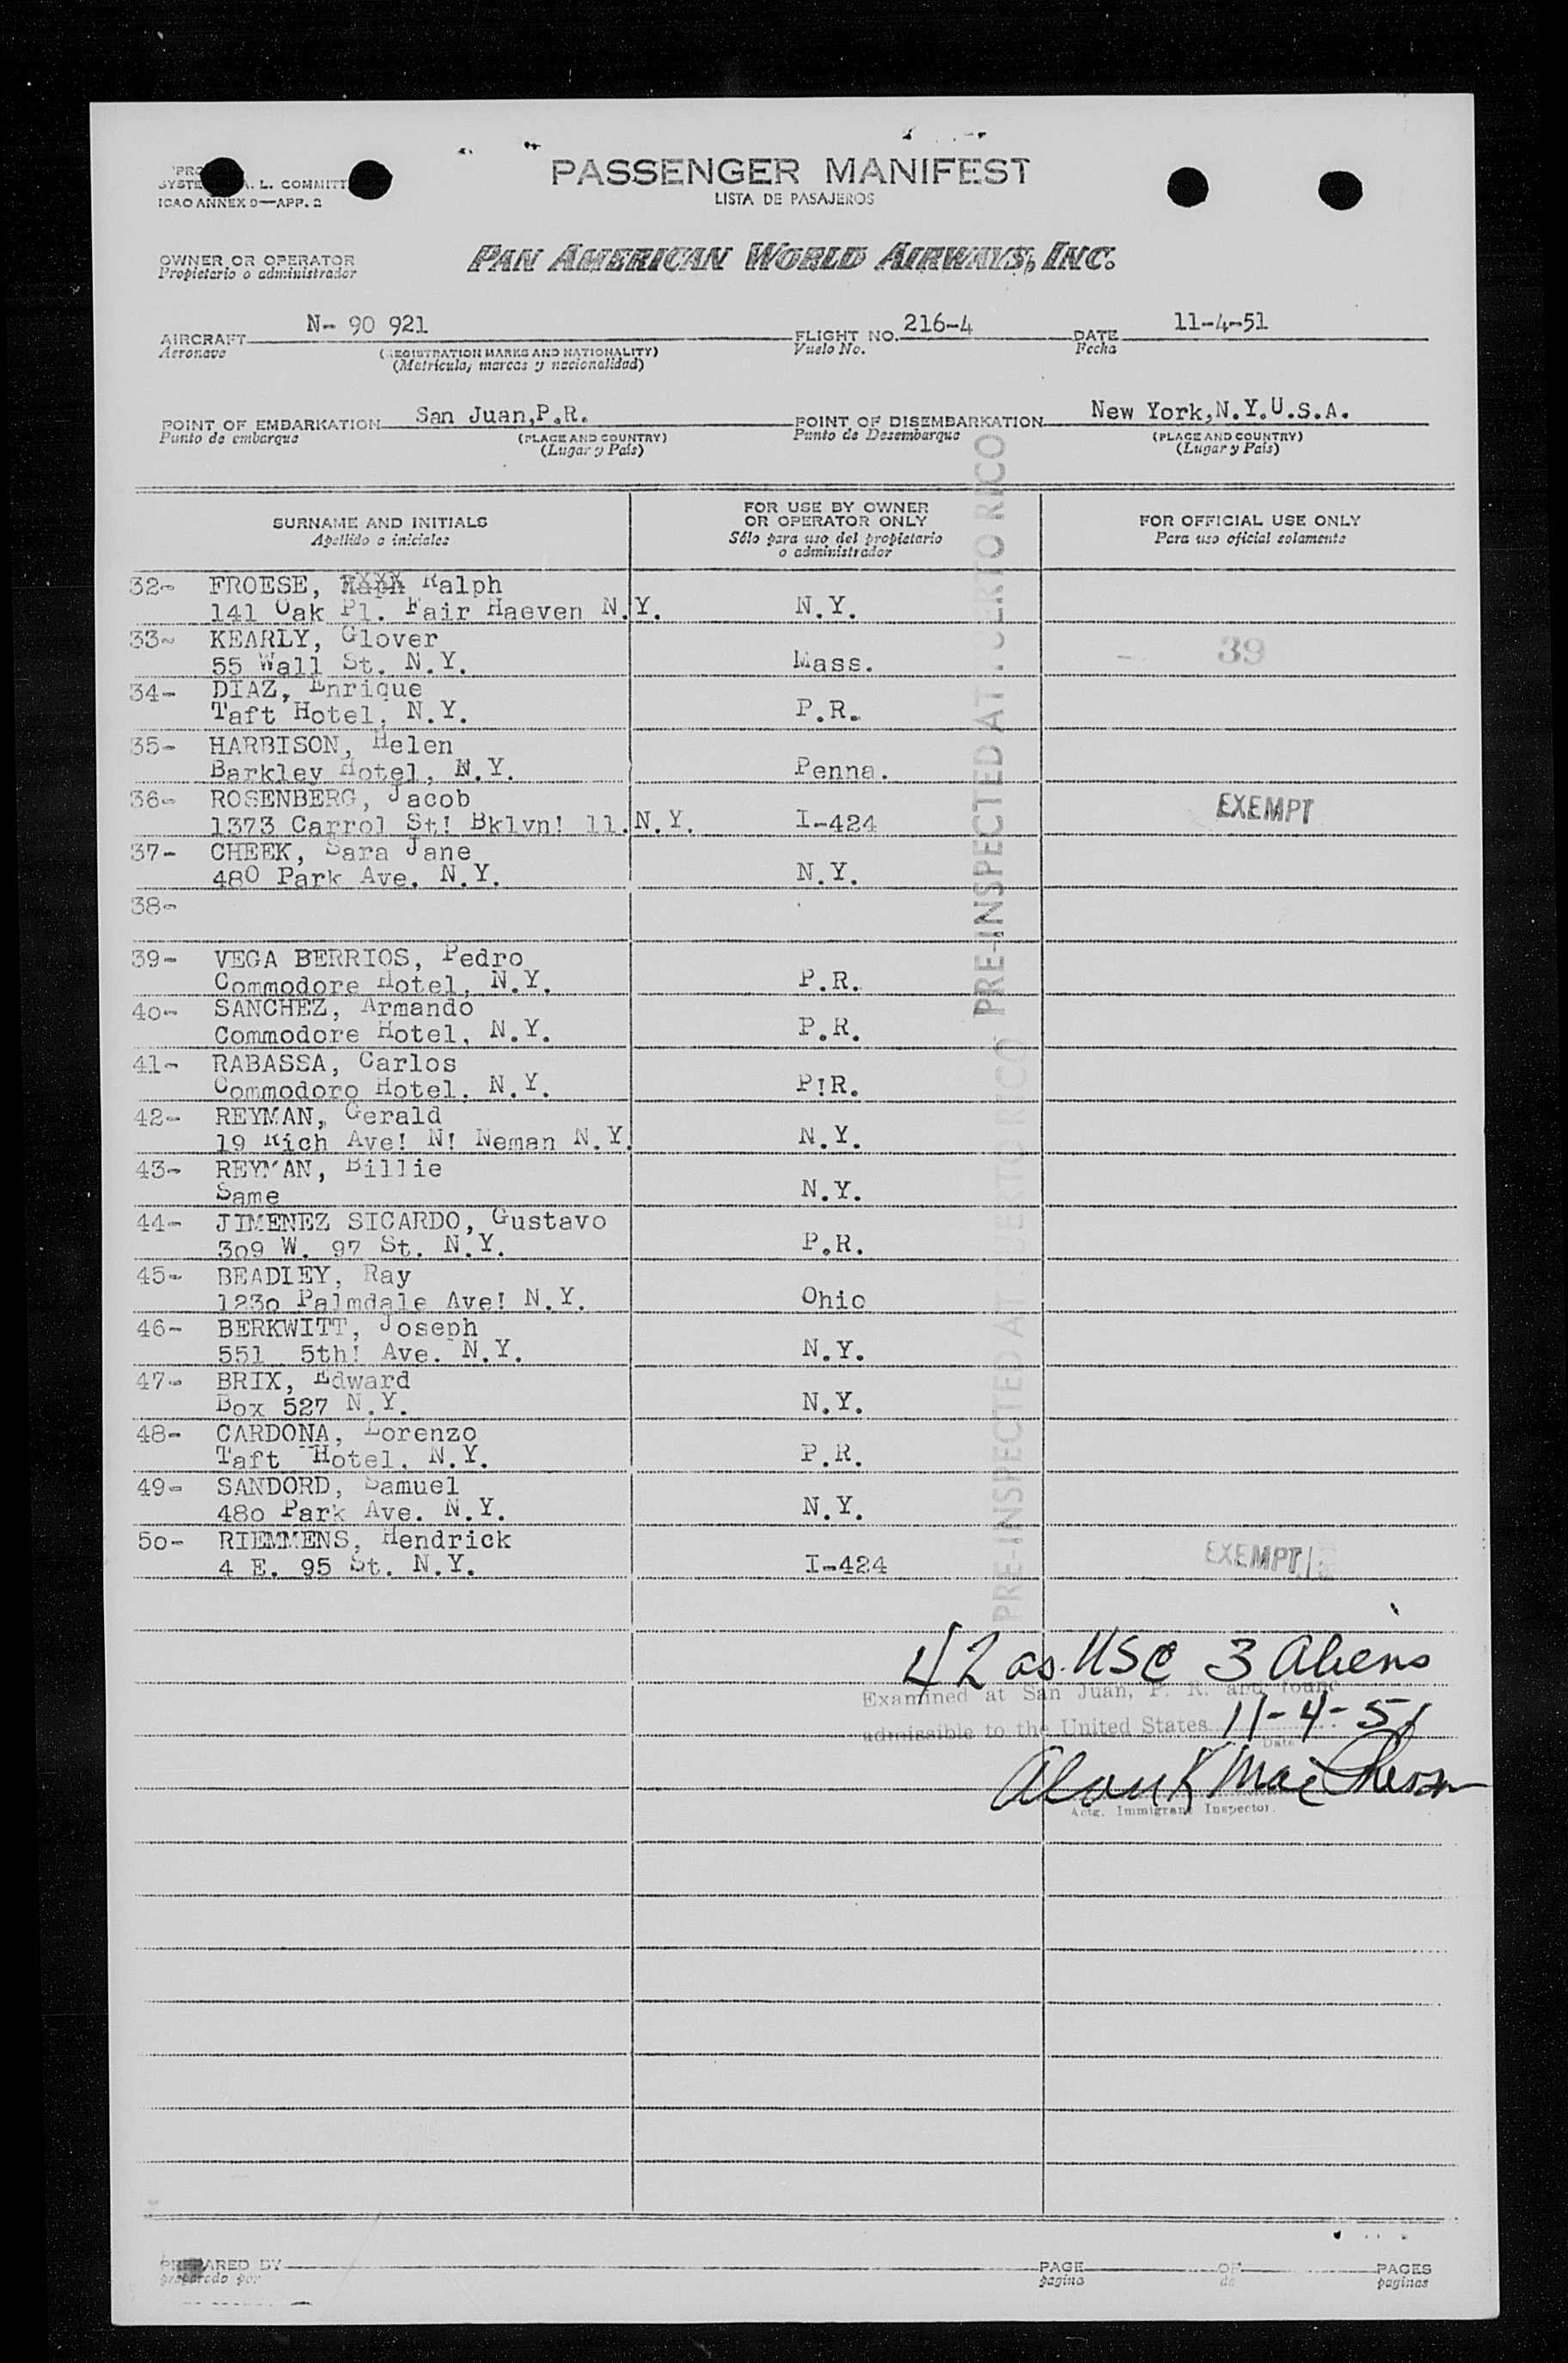 PASSENGER MANIFEST
LISTA DE PASAJEROS
L. COMMITT
ICAO ANNEX 9—APP. 2
OWNER OR OPERATOR
Propietario o administrador
PAN AMERICAN WORLD AIRWAYS, INC.
AIRCRAFT N- 90 921 FLIGHT NO. 216-4 DATE 11-4-51
Aeronave (REGISTRATION MARKS AND NATIONALITY) Vuelo No. Fecha
(Matricula, marcas y nacionalidad)
POINT OF EMBARKATION San Juan,P.R. POINT OF DISEMBARKATION New York,N.Y.U.S.A.
Punto de embarque (PLACE AND COUNTRY) Punto de Desembarque (PLACE AND COUNTRY)
(Lugar y País) (Lugar y País)
SURNAME AND INITIALS FOR USE BY OWNER OR OPERATOR ONLY FOR OFFICIAL USE ONLY
Apellido e iniciales Sólo para uso del propietario o administrador Para uso oficial solamente
32- FROESE, Ralph
141 Oak Pl. Fair Haeven N.Y. N.Y.
33- KEARLY, Glover
55 Wall St. N.Y. Mass. 39
34- DIAZ, Enrique
Taft Hotel, N.Y. P.R.
35- HARBISON, Helen
Barkley Hotel, N.Y. Penna.
36- ROSENBERG, Jacob
1373 Carrol St! Bklyn! 11.N.Y. I-424 EXEMPT
37- CHEEK, Sara Jane
480 Park Ave. N.Y. N.Y.
38-
39- VEGA BERRIOS, Pedro
Commodore Hotel, N.Y. P.R.
40- SANCHEZ, Armando
Commodore Hotel, N.Y. P.R.
41- RABASSA, Carlos
Commodoro Hotel, N.Y. P!R.
42- REYMAN, Gerald
19 Rich Ave! N! Neman N.Y. N.Y.
43- REYMAN, Billie
Same N.Y.
44- JIMENEZ SICARDO, Gustavo
309 W. 97 St. N.Y. P.R.
45- BEADLEY, Ray
1230 Palmdale Ave! N.Y. Ohio
46- BERKWITT, Joseph
551 5th! Ave. N.Y. N.Y.
47- BRIX, Edward
Box 527 N.Y. N.Y.
48- CARDONA, Lorenzo
Taft Hotel, N.Y. P.R.
49- SANDORD, Samuel
480 Park Ave. N.Y. N.Y.
50- RIEMMENS, Hendrick
4 E. 95 St. N.Y. I-424 EXEMPT
PRE-INSPECTED AT PUERTO RICO
PRE-INSPECTED AT PUERTO RICO
42 as USC 3 aliens
Examined at San Juan, P. R. and found
admissible to the United States 11-4-51
Date
Actg. Immigrant Inspector.
PREPARED BY PAGE OF PAGES
preparado por pagina de paginas